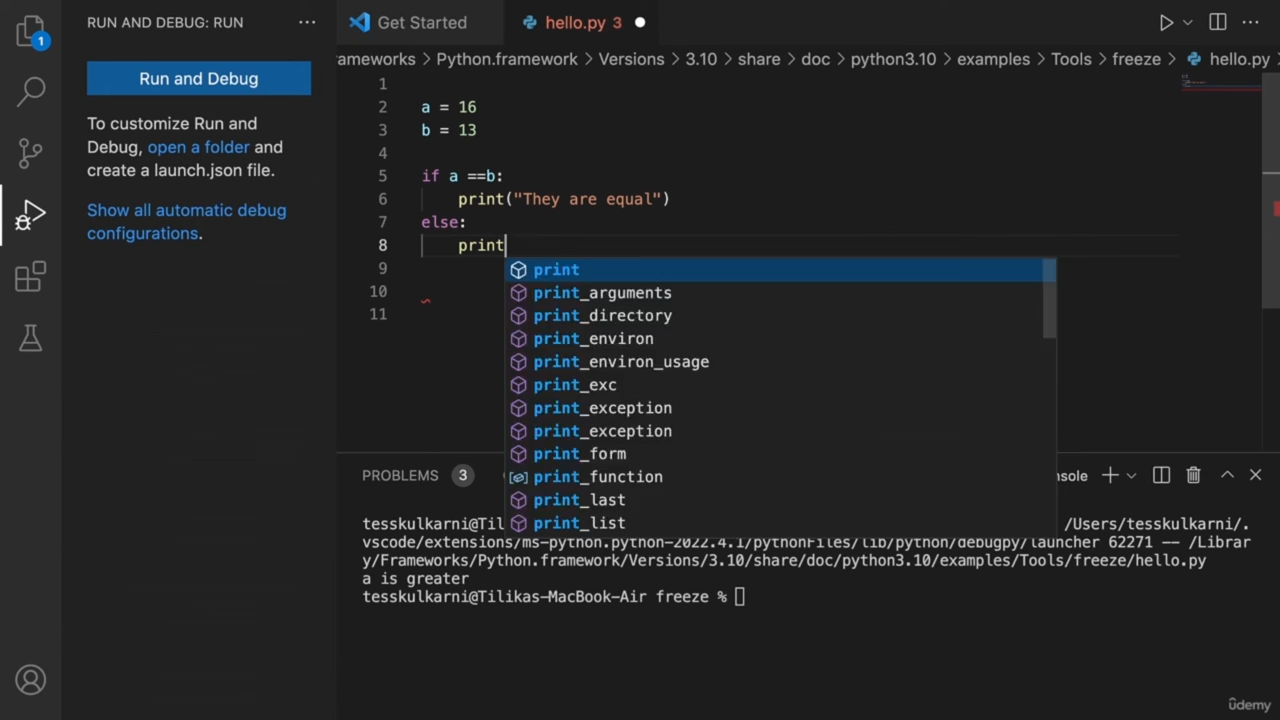 RUN AND DEBUG: RUN
Run and Debug
To customize Run and
Debug, open a folder and
create a launch.json file.
Show all automatic debug
configurations.
1
Get Started
hello.py 3
ameworks > Python.framework > Versions > 3.10 > share > doc > python3.10 > examples > Tools > freeze > hello.py
1
2 a = 16
3 b = 13
4
5 if a ==b:
6 print("They are equal")
7 else:
8 print
9
10
11
print
print_arguments
print_directory
print_environ
print_environ_usage
print_exc
print_exception
print_exception
print_form
print_function
print_last
print_list
PROBLEMS 3
nsole
tesskulkarni@Til /Users/tesskulkarni/.
vscode/extensions/ms-python.python-2022.4.1/pythonFiles/lib/python/debugpy/launcher 62271 -- /Librar
y/Frameworks/Python.framework/Versions/3.10/share/doc/python3.10/examples/Tools/freeze/hello.py
a is greater
tesskulkarni@Tilikas-MacBook-Air freeze %
ûdemy